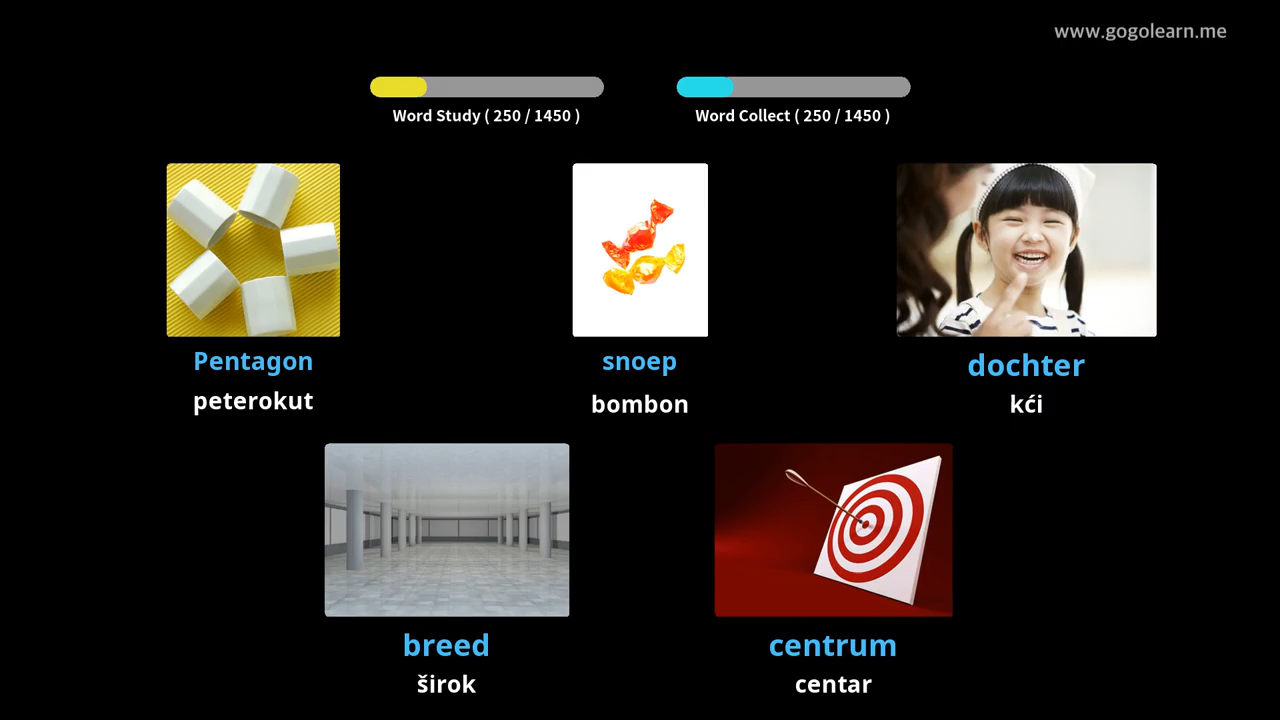 www.gogolearn.me
Word Study ( 250 / 1450 )
Word Collect ( 250 / 1450 )
Pentagon
peterokut
snoep
bombon
dochter
kći
breed
širok
centrum
centar